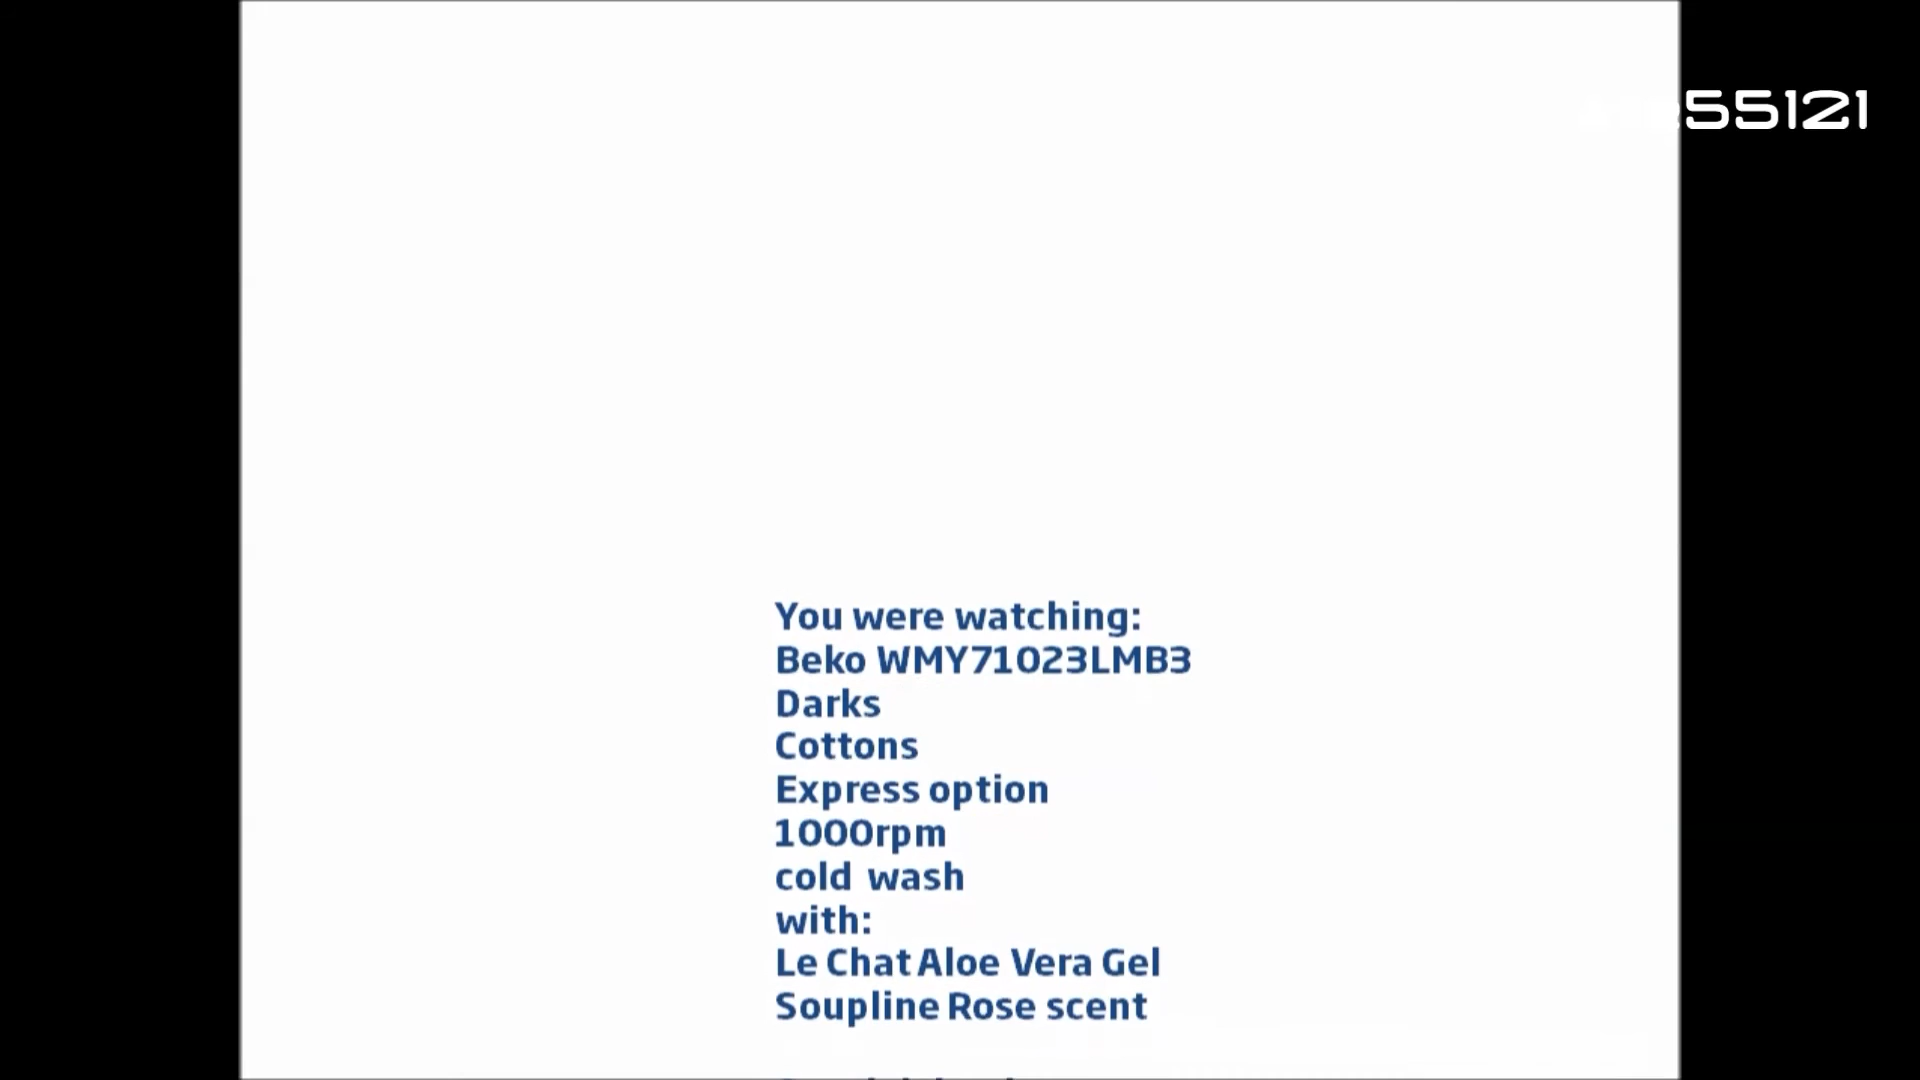 55121
You were watching:
Beko WMY71023LMB3
Darks
Cottons
Express option
1000rpm
cold wash
with:
Le Chat Aloe Vera Gel
Soupline Rose scent